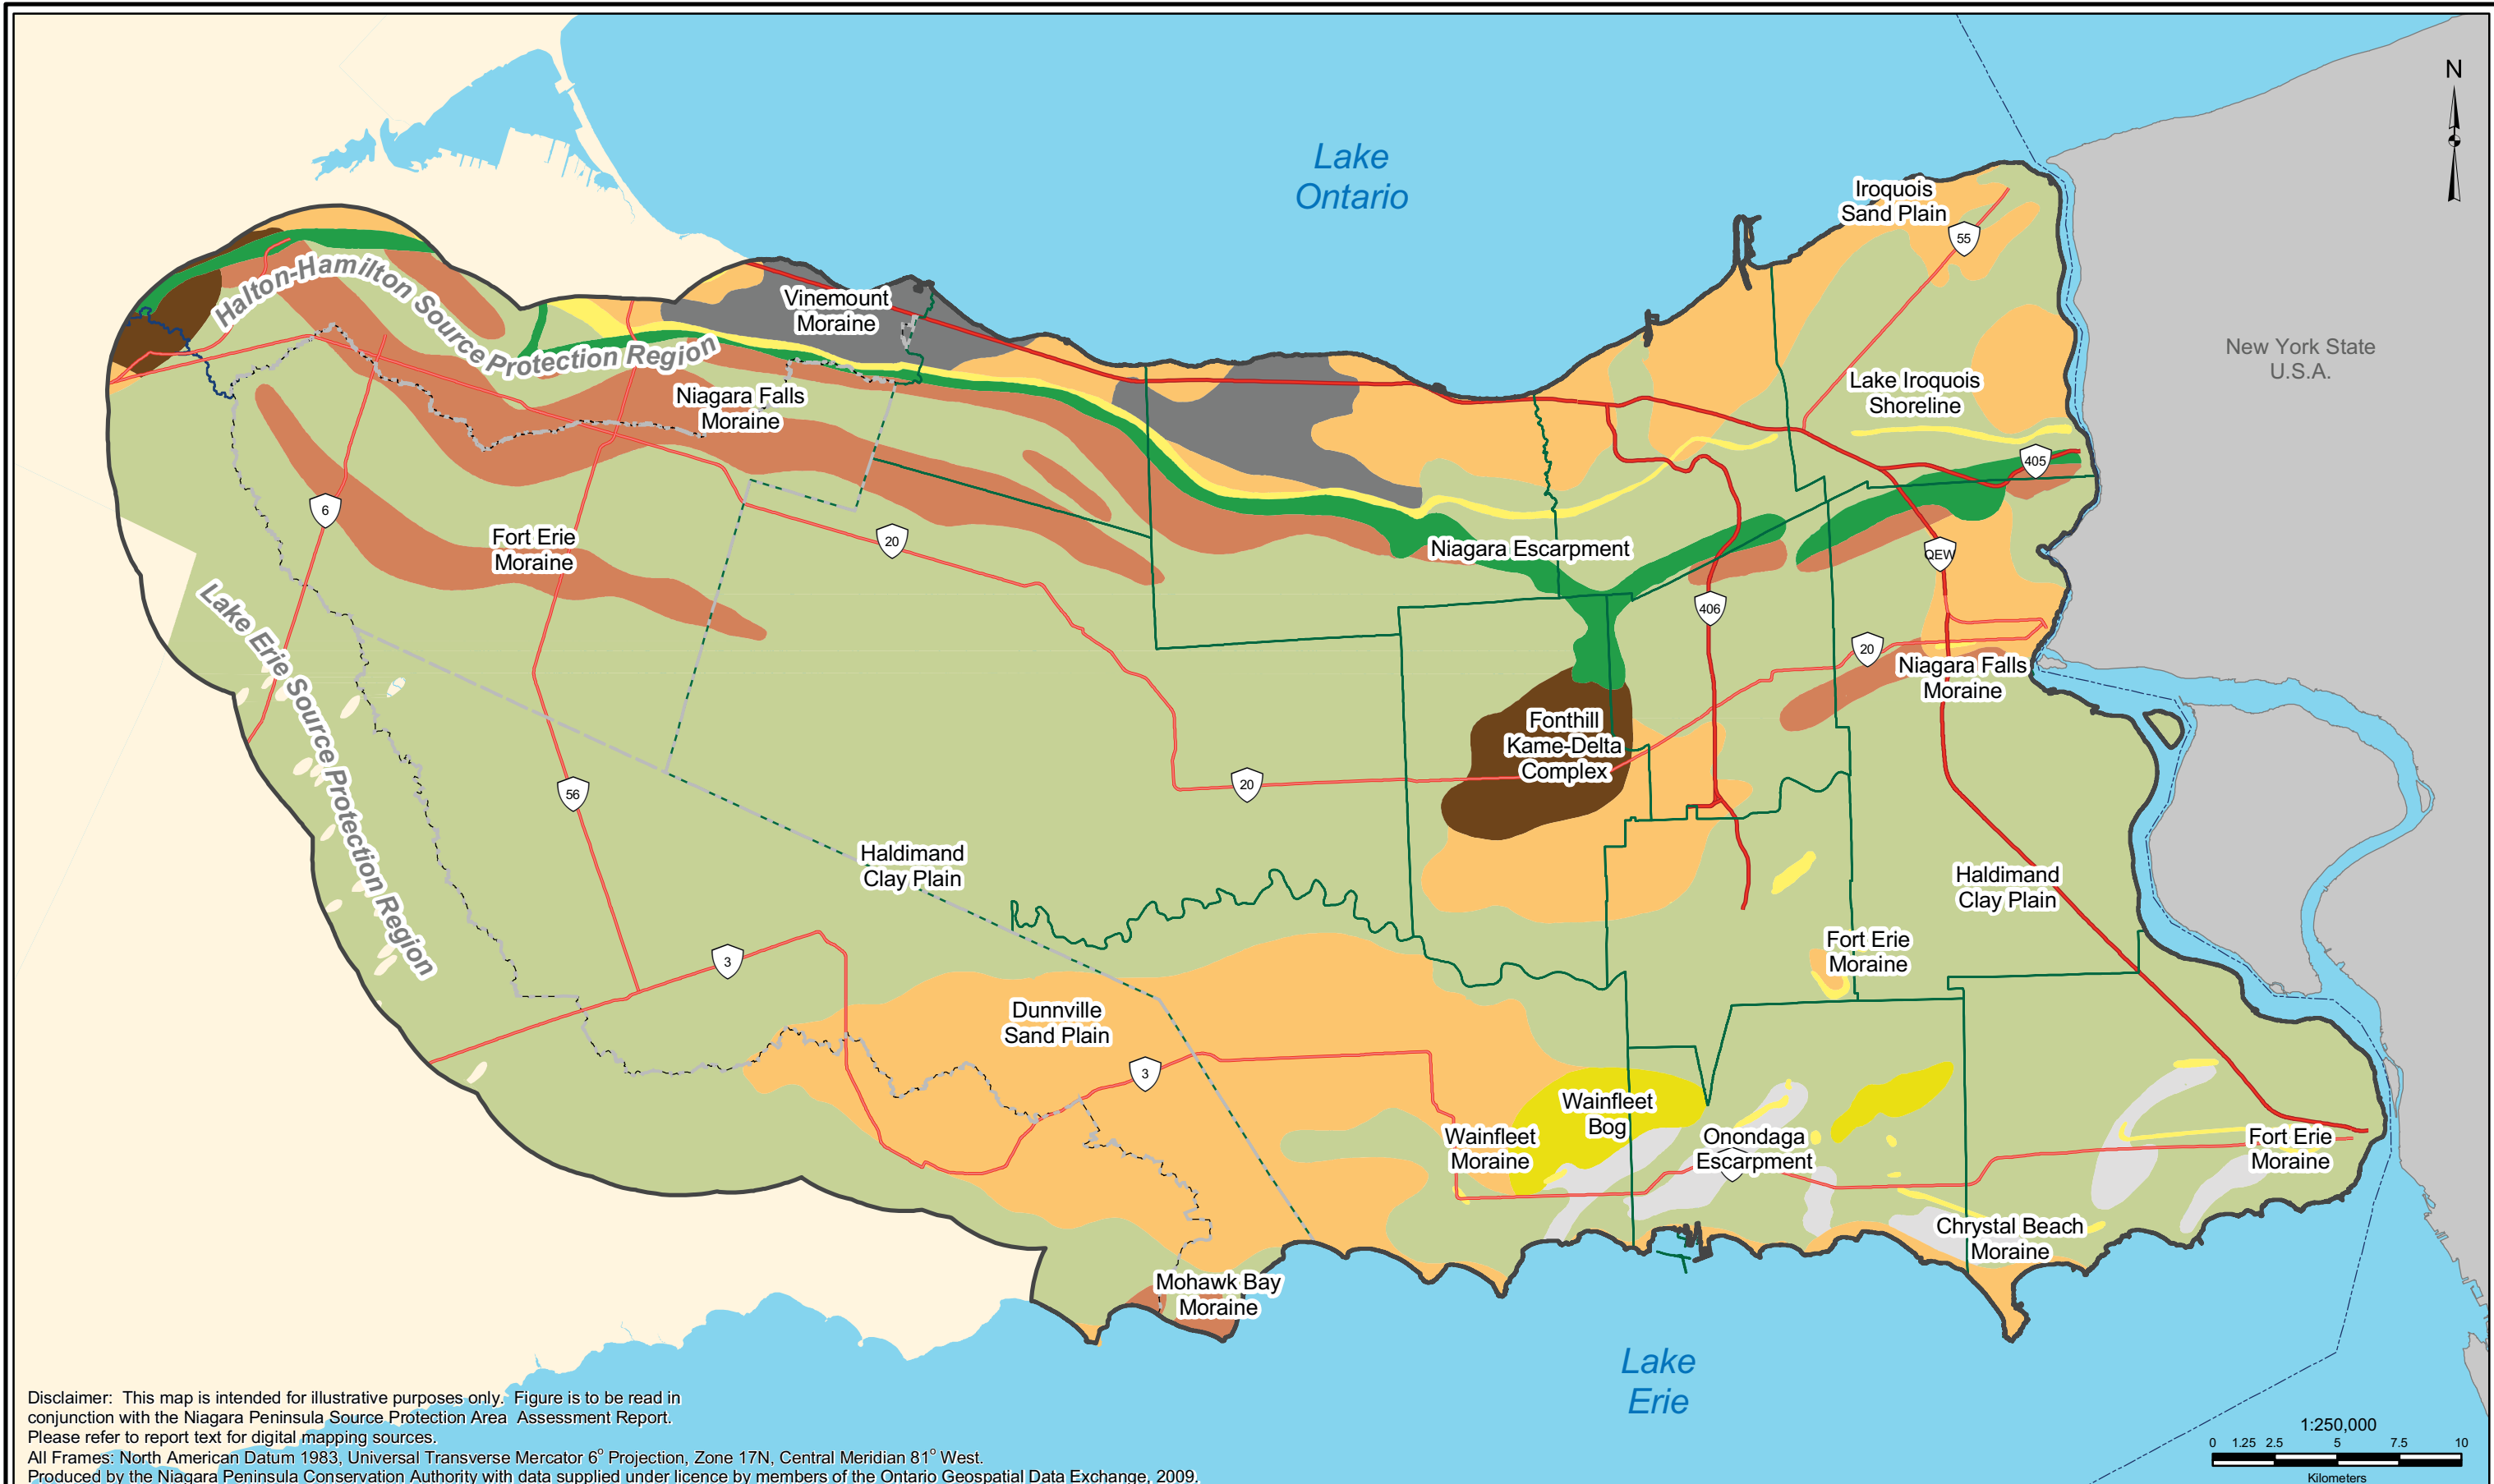 N
Lake
Ontario
Iroquois
Sand Plain
55
Halton-Hamilton Source Protection Region
Vinemount
Moraine
New York State
U.S.A.
Lake Iroquois
Shoreline
Niagara Falls
Moraine
405
6
Fort Erie
Moraine
20
Niagara Escarpment
QEW
406
Lake Erie Source Protection Region
20
Niagara Falls
Moraine
Fonthill
Kame-Delta
Complex
56
20
Haldimand
Clay Plain
Haldimand
Clay Plain
3
Fort Erie
Moraine
Dunnville
Sand Plain
3
Wainfleet
Bog
Wainfleet
Moraine
Onondaga
Escarpment
Fort Erie
Moraine
Chrystal Beach
Moraine
Mohawk Bay
Moraine
Lake
Erie
Disclaimer: This map is intended for illustrative purposes only. Figure is to be read in
conjunction with the Niagara Peninsula Source Protection Area Assessment Report.
Please refer to report text for digital mapping sources.
All Frames: North American Datum 1983, Universal Transverse Mercator 6° Projection, Zone 17N, Central Meridian 81° West.
Produced by the Niagara Peninsula Conservation Authority with data supplied under licence by members of the Ontario Geospatial Data Exchange, 2009.
1:250,000
0 1.25 2.5 5 7.5 10
Kilometers